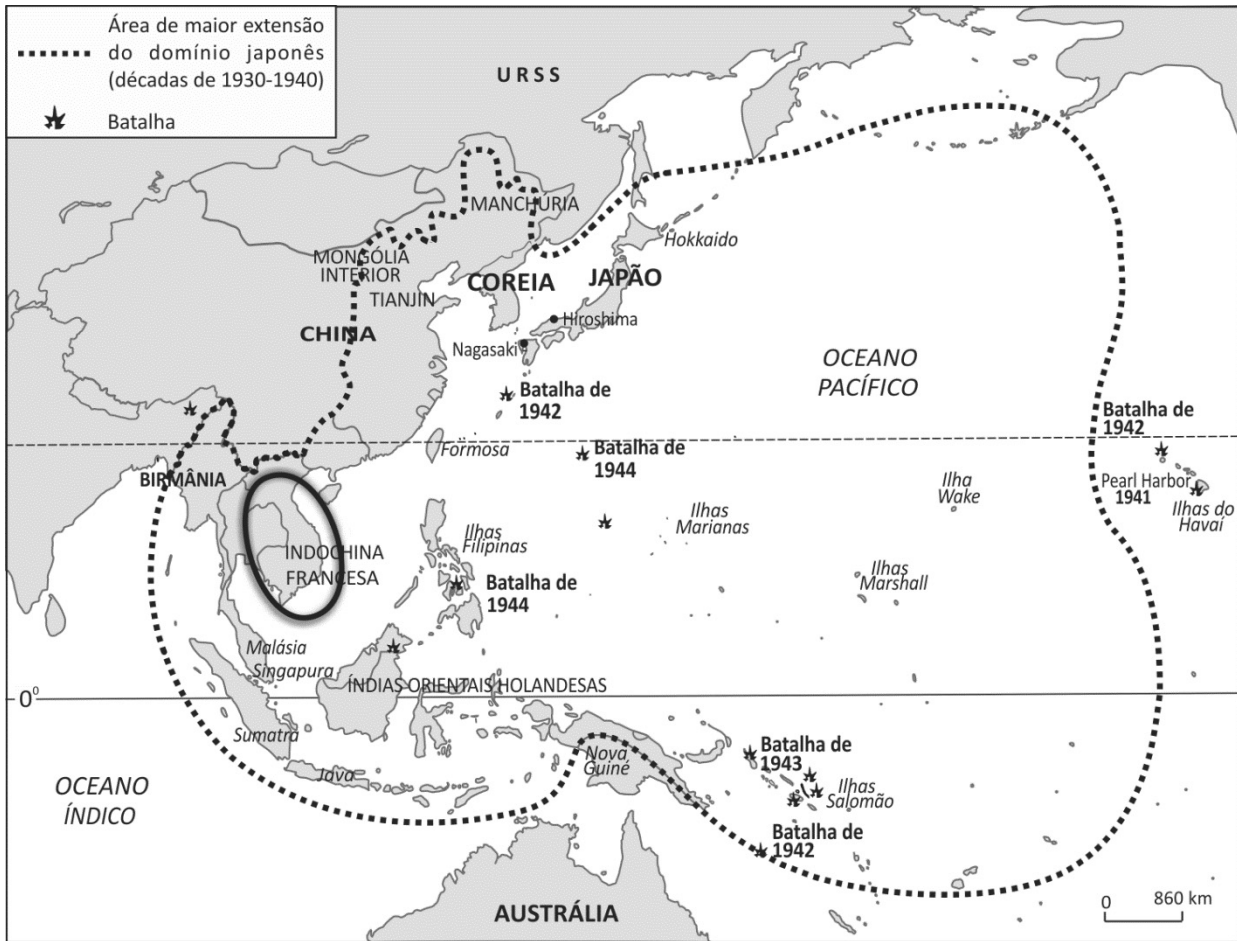 Área de maior extensão
do domínio japonês
(décadas de 1930-1940)
Batalha
URSS
MANCHÚRIA
Hokkaido
MONGÓLIA
INTERIOR
TIANJIN
COREIA
JAPÃO
CHINA
Hiroshima
Nagasaki
OCEANO
PACÍFICO
Batalha de
1942
Batalha de
1942
Förmosa
Batalha de
1944
BIRMÂNIA
Pearl Harbor
1941
Ilhas do
Havaí
Ilha
Wake
Ilhas
Marianas
Ilhas
Filipinas
INDOCHINA
FRANCESA
Ilhas
Marshall
Batalha de
1944
Malásia
Singapura
ÍNDIAS ORIENTAIS HOLANDESAS
0⁰
Sumatra
Java
Nova
Guiné
Batalha de
1943
Ilhas
Salomão
OCEANO
ÍNDICO
Batalha de
1942
AUSTRÁLIA
0 860 km